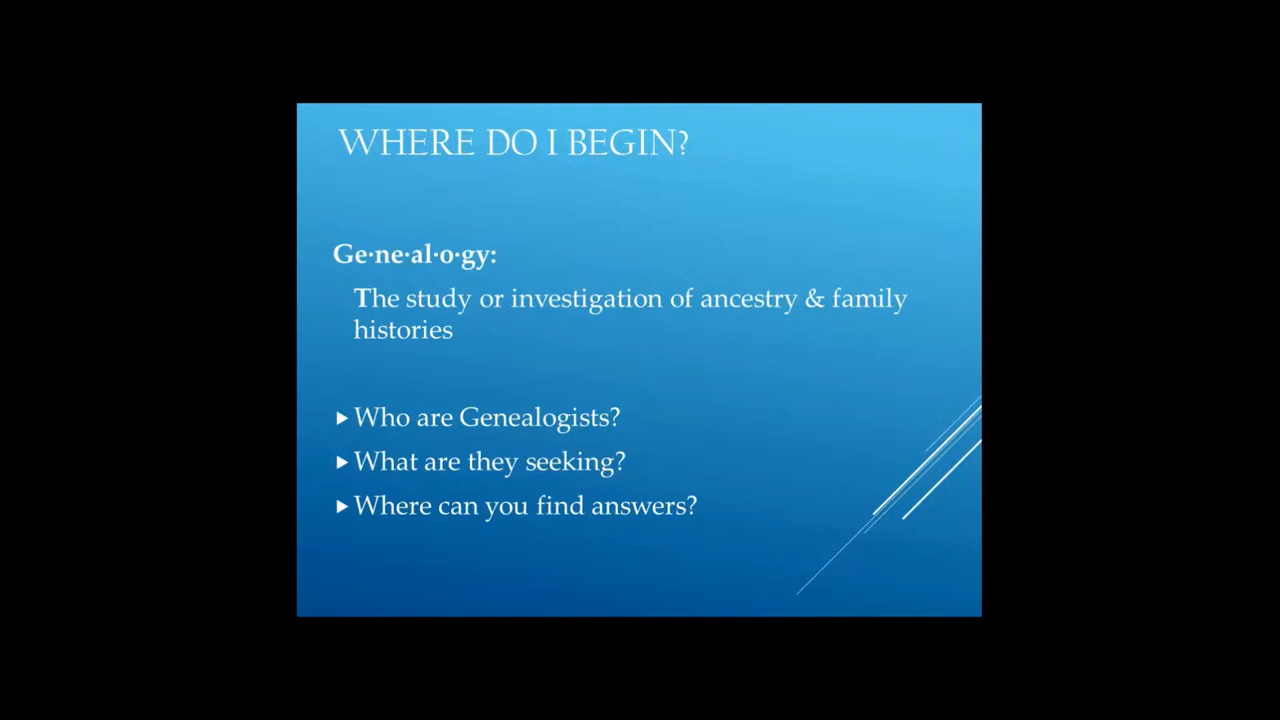 WHERE DO I BEGIN?
Ge·ne·al·o·gy:
The study or investigation of ancestry & family
histories
Who are Genealogists?
What are they seeking?
Where can you find answers?